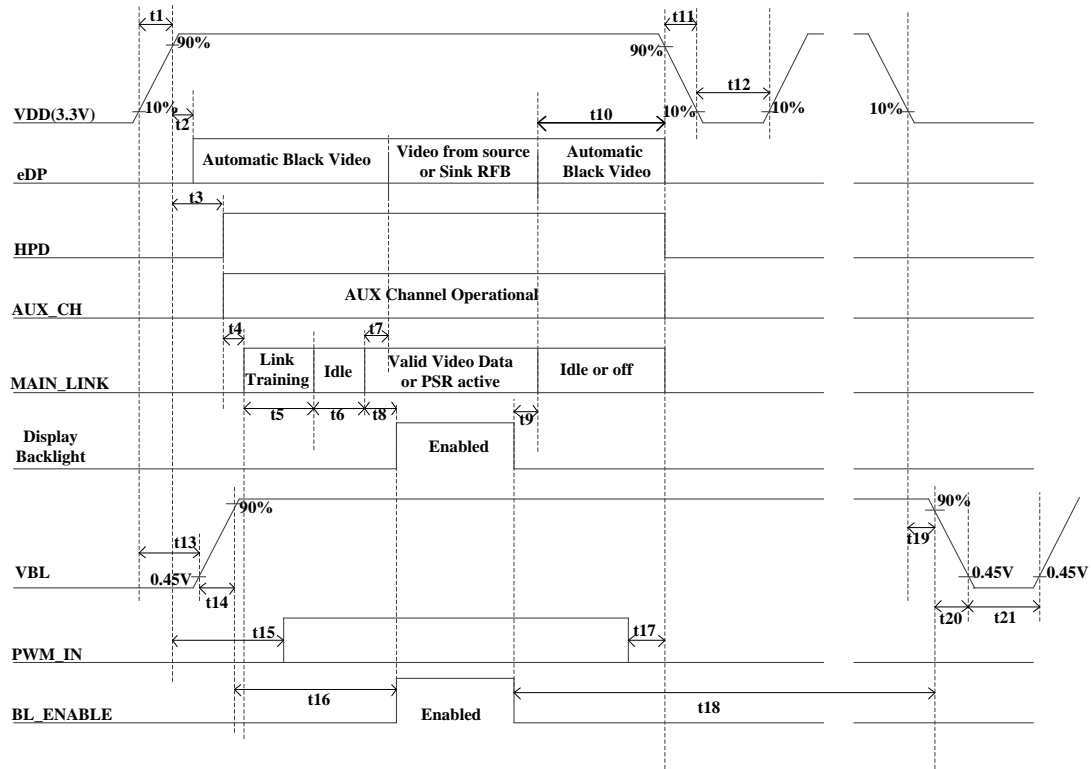 t1
t11
90%
90%
t12
VDD(3.3V)
10%
10%
10%
10%
t2
t10
eDP
Automatic Black Video
Video from source
or Sink RFB
Automatic
Black Video
t3
HPD
AUX_CH
AUX Channel Operational
t4
t7
MAIN_LINK
Link
Training
Idle
Valid Video Data
or PSR active
Idle or off
t5
t6
t8
t9
Display
Backlight
Enabled
90%
90%
t13
t19
VBL
0.45V
0.45V
0.45V
t14
t20
t21
t15
t17
PWM_IN
t16
t18
BL_ENABLE
Enabled